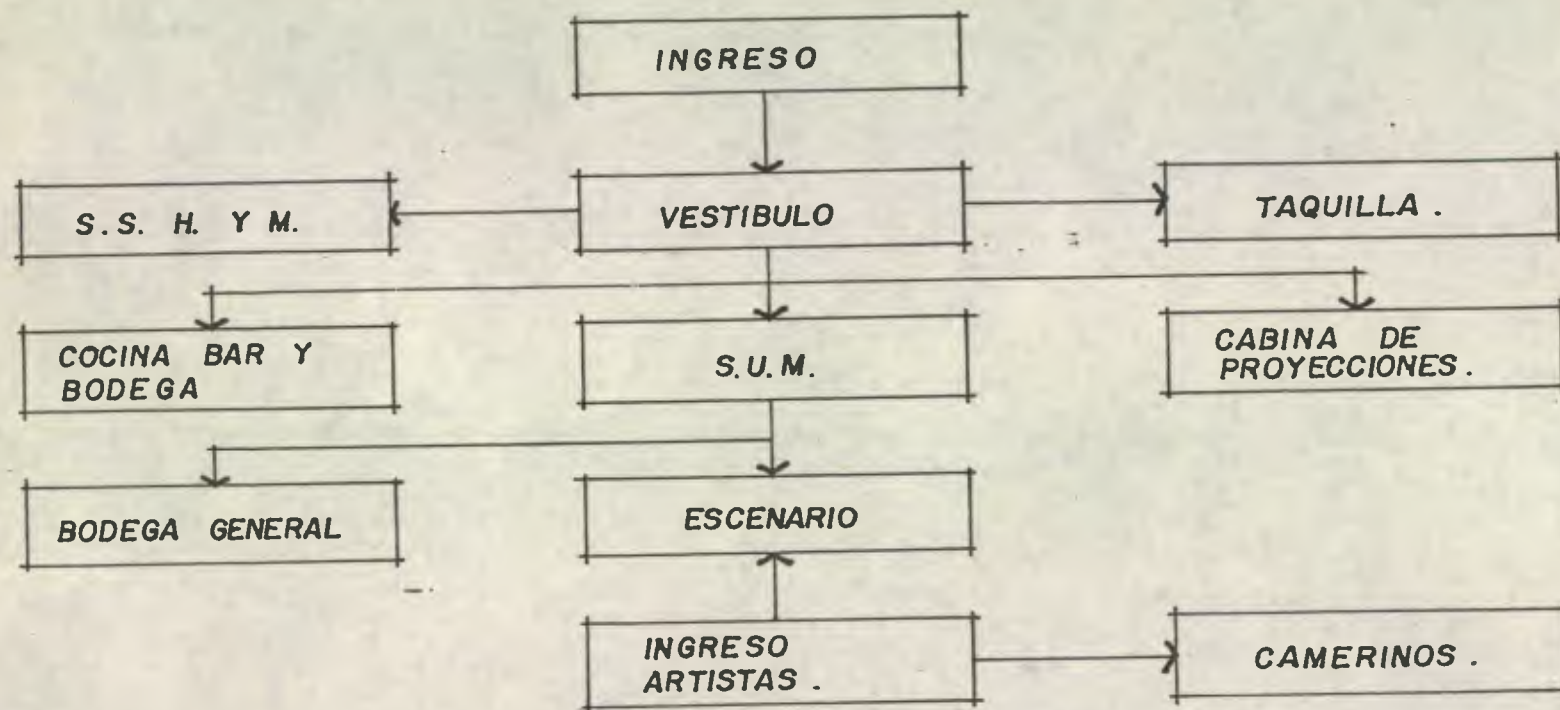 INGRESO
S.S. H. Y M.
VESTIBULO
TAQUILLA.
COCINA BAR Y
BODEGA
S.U.M.
CABINA DE
PROYECCIONES.
BODEGA GENERAL
ESCENARIO
INGRESO
ARTISTAS.
CAMERINOS.